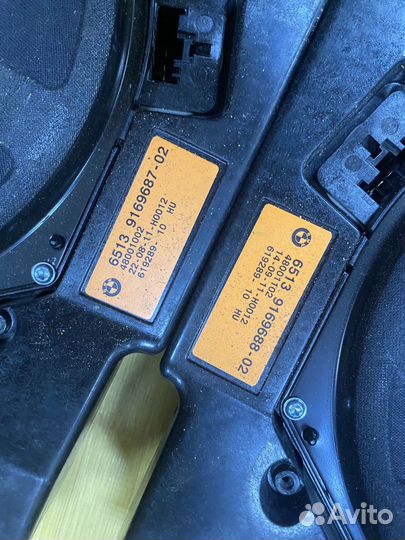 6513 9169687-02
48001002
22-08-11-H0012
619289- 10 HU
6513 9169688-02
48001102
14-09-11-H0012
619289- 10 HU
Avito